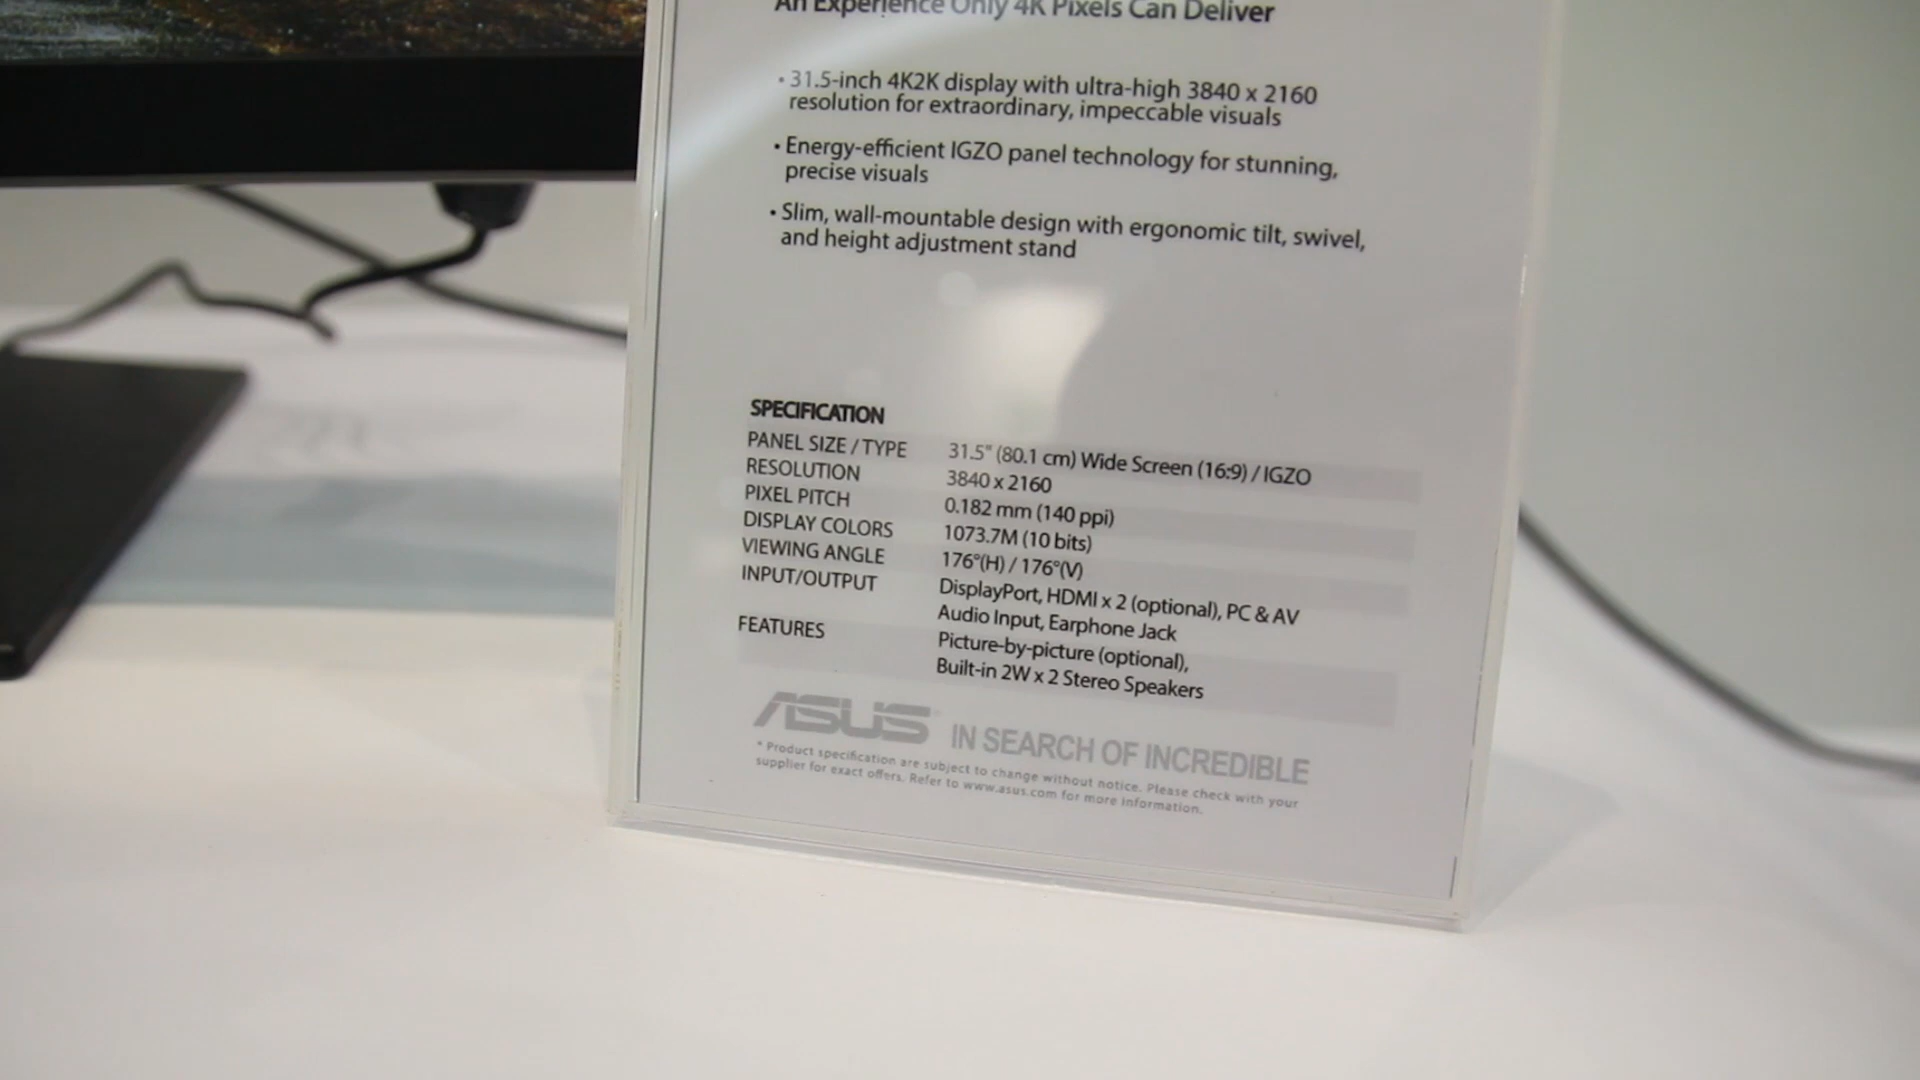 An Experience Only 4K Pixels Can Deliver
• 31.5-inch 4K2K display with ultra-high 3840 x 2160
resolution for extraordinary, impeccable visuals
• Energy-efficient IGZO panel technology for stunning,
precise visuals
• Slim, wall-mountable design with ergonomic tilt, swivel,
and height adjustment stand
SPECIFICATION
PANEL SIZE / TYPE 31.5" (80.1 cm) Wide Screen (16:9) / IGZO
RESOLUTION 3840 x 2160
PIXEL PITCH 0.182 mm (140 ppi)
DISPLAY COLORS 1073.7M (10 bits)
VIEWING ANGLE 176°(H) / 176°(V)
INPUT/OUTPUT DisplayPort, HDMI x 2 (optional), PC & AV
Audio Input, Earphone Jack
FEATURES Picture-by-picture (optional),
Built-in 2W x 2 Stereo Speakers
ASUS IN SEARCH OF INCREDIBLE
* Product specification are subject to change without notice. Please check with your
supplier for exact offers. Refer to www.asus.com for more information.